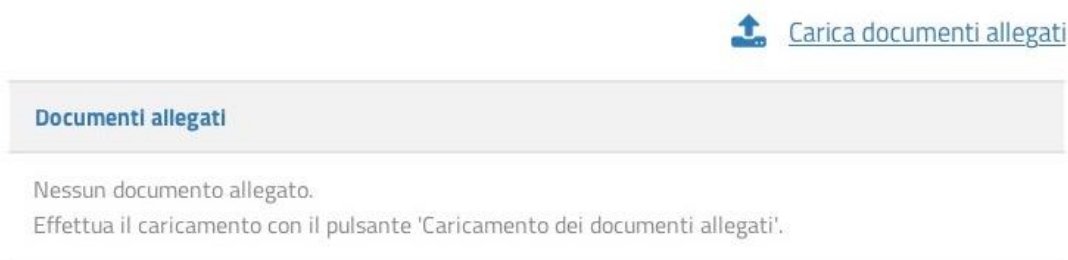 Carica documenti allegati
Documenti allegati
Nessun documento allegato.
Effettua il caricamento con il pulsante 'Caricamento dei documenti allegati'.